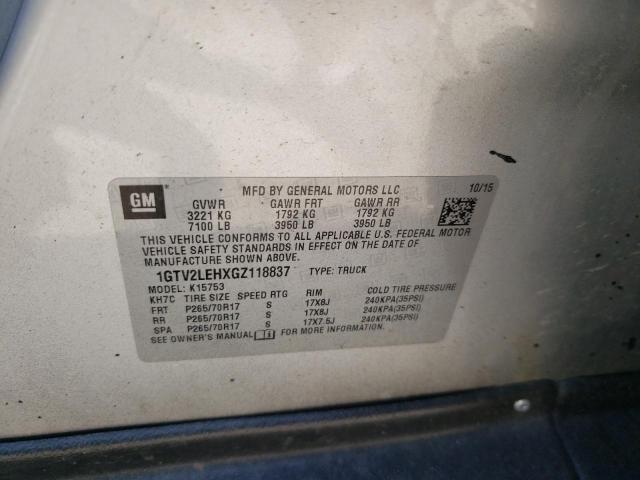 GM
MFD BY GENERAL MOTORS LLC 10/15
GVWR GAWR FRT GAWR RR
3221 KG 1792 KG 1792 KG
7100 LB 3950 LB 3950 LB
THIS VEHICLE CONFORMS TO ALL APPLICABLE U.S. FEDERAL MOTOR
VEHICLE SAFETY STANDARDS IN EFFECT ON THE DATE OF
MANUFACTURE SHOWN ABOVE.
1GTV2LEHXGZ118837 TYPE: TRUCK
MODEL: K15753
KH7C TIRE SIZE SPEED RTG RIM COLD TIRE PRESSURE
FRT P265/70R17 S 17X8J 240KPA(35PSI)
RR P265/70R17 S 17X8J 240KPA(35PSI)
SPA P265/70R17 S 17X7.5J 240KPA(35PSI)
SEE OWNER'S MANUAL FOR MORE INFORMATION.